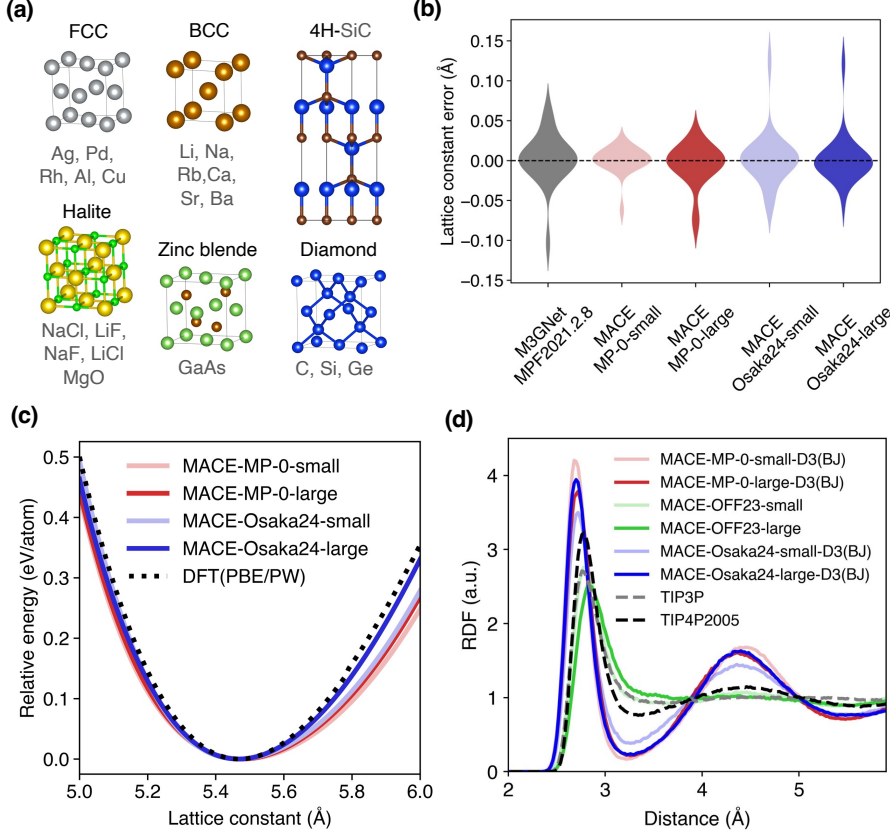 (a)
FCC
BCC
4H-SiC
Ag, Pd,
Rh, Al, Cu
Li, Na,
Rb,Ca,
Sr, Ba
Halite
Zinc blende
Diamond
NaCl, LiF,
NaF, LiCl
MgO
GaAs
C, Si, Ge
(b)
Lattice constant error (Å)
0.15
0.10
0.05
0.00
−0.05
−0.10
−0.15
M3GNet
MPF2021.2.8
MACE
MP-0-small
MACE
MP-0-large
MACE
Osaka24-small
MACE
Osaka24-large
(c)
Relative energy (eV/atom)
0.5
0.4
0.3
0.2
0.1
0.0
MACE-MP-0-small
MACE-MP-0-large
MACE-Osaka24-small
MACE-Osaka24-large
DFT(PBE/PW)
5.0 5.2 5.4 5.6 5.8 6.0
Lattice constant (Å)
(d)
RDF (a.u.)
4
3
2
1
0
MACE-MP-0-small-D3(BJ)
MACE-MP-0-large-D3(BJ)
MACE-OFF23-small
MACE-OFF23-large
MACE-Osaka24-small-D3(BJ)
MACE-Osaka24-large-D3(BJ)
TIP3P
TIP4P2005
2 3 4 5
Distance (Å)